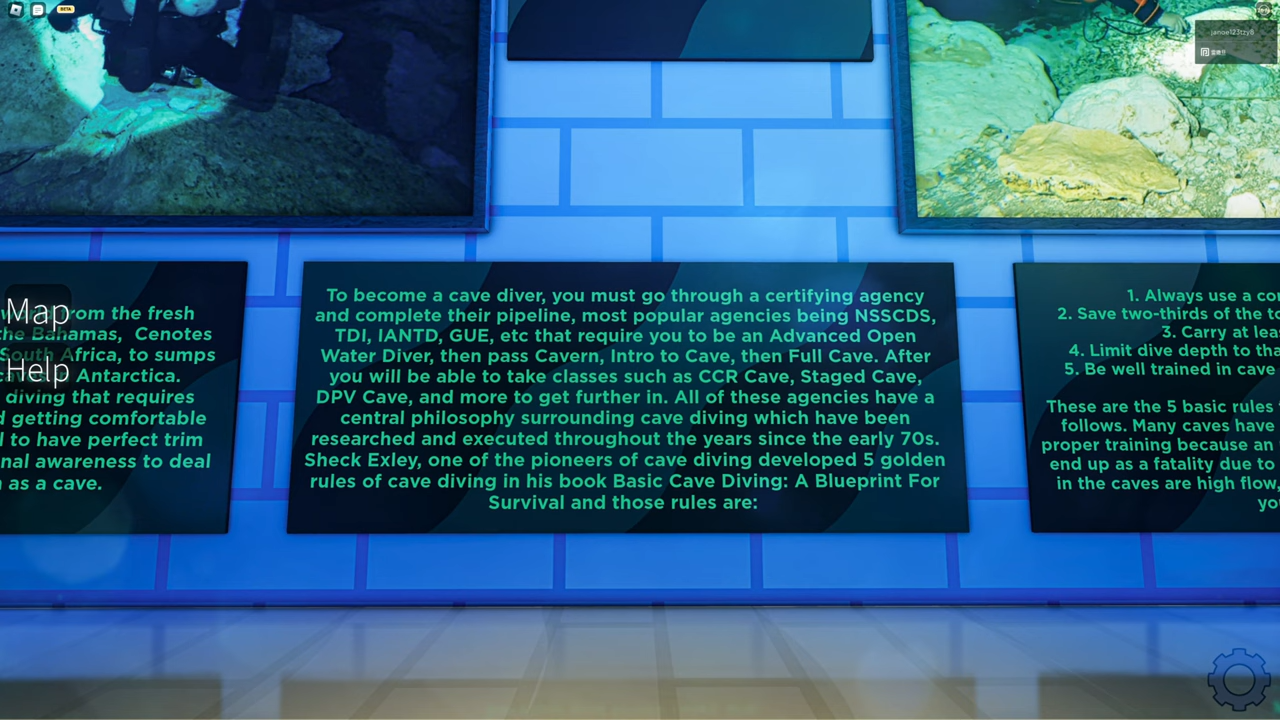 BETA
janoe123tzy6
Map
Help
from the fresh
the Bahamas, Cenotes
South Africa, to sumps
Antarctica.
diving that requires
getting comfortable
to have perfect trim
awareness to deal
as a cave.
To become a cave diver, you must go through a certifying agency
and complete their pipeline, most popular agencies being NSSCDS,
TDI, IANTD, GUE, etc that require you to be an Advanced Open
Water Diver, then pass Cavern, Intro to Cave, then Full Cave. After
you will be able to take classes such as CCR Cave, Staged Cave,
DPV Cave, and more to get further in. All of these agencies have a
central philosophy surrounding cave diving which have been
researched and executed throughout the years since the early 70s.
Sheck Exley, one of the pioneers of cave diving developed 5 golden
rules of cave diving in his book Basic Cave Diving: A Blueprint For
Survival and those rules are:
1. Always use a
2. Save two-thirds of the
3. Carry at
4. Limit dive depth to
5. Be well trained in cave
These are the 5 basic rules
follows. Many caves have
proper training because an
end up as a fatality due to
in the caves are high flow,